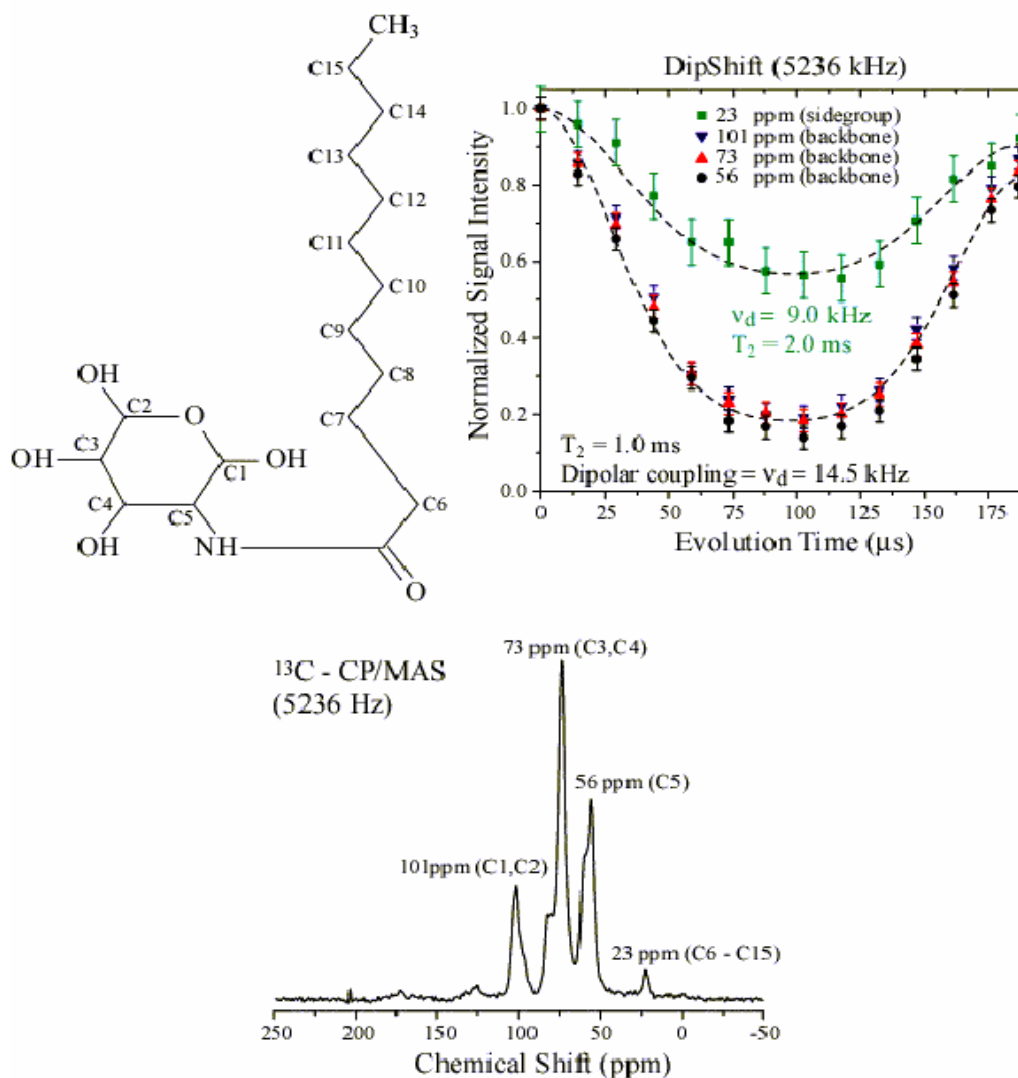 CH3
C15
C14
C13
C12
C11
C10
C9
C8
C7
C6
OH
C2
O
C3
OH
C1
OH
C4
C5
OH
NH
O
DipShift (5236 kHz)
Normalized Signal Intensity
1.0
0.8
0.6
0.4
0.2
0.0
23 ppm (sidegroup)
101 ppm (backbone)
73 ppm (backbone)
56 ppm (backbone)
νd = 9.0 kHz
T2 = 2.0 ms
T2 = 1.0 ms
Dipolar coupling = νd = 14.5 kHz
0 25 50 75 100 125 150 175
Evolution Time (μs)
13C - CP/MAS
(5236 Hz)
73 ppm (C3,C4)
56 ppm (C5)
101ppm (C1,C2)
23 ppm (C6 - C15)
250 200 150 100 50 0 -50
Chemical Shift (ppm)